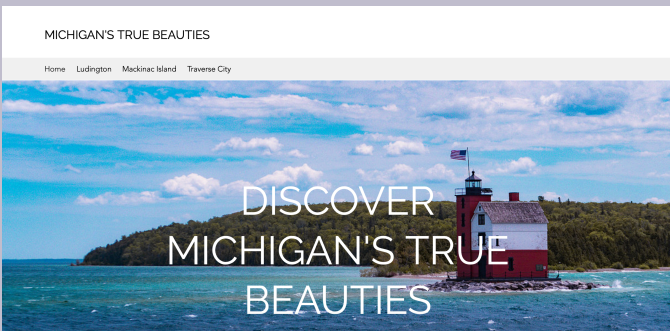 MICHIGAN'S TRUE BEAUTIES
Home Ludington Mackinac Island Traverse City
DISCOVER
MICHIGAN'S TRUE
BEAUTIES